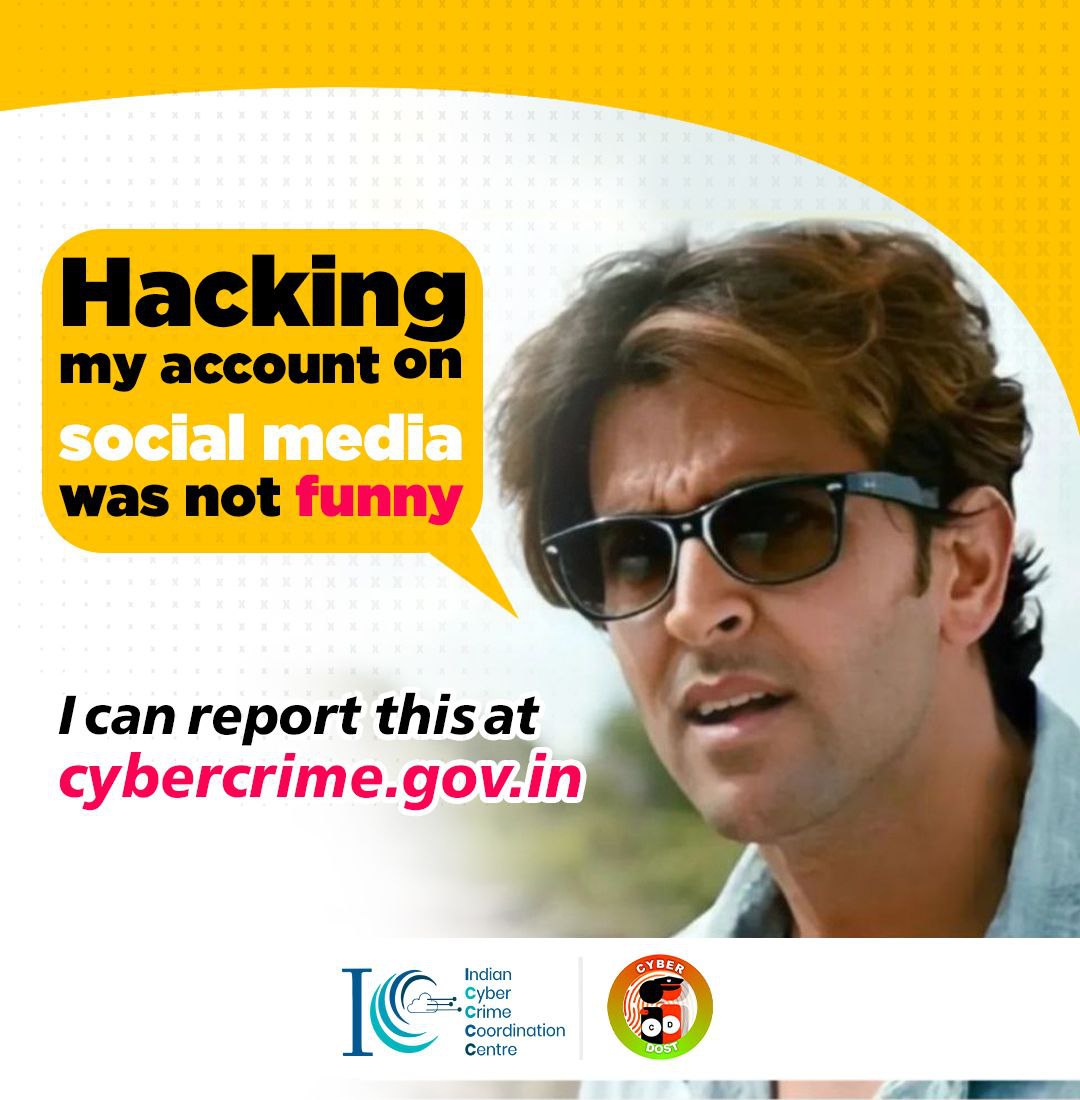 Hacking
my account on
social media
was not funny
I can report this at
cybercrime.gov.in
Indian
Cyber
Crime
Coordination
Centre
CYBER
CD
DOST